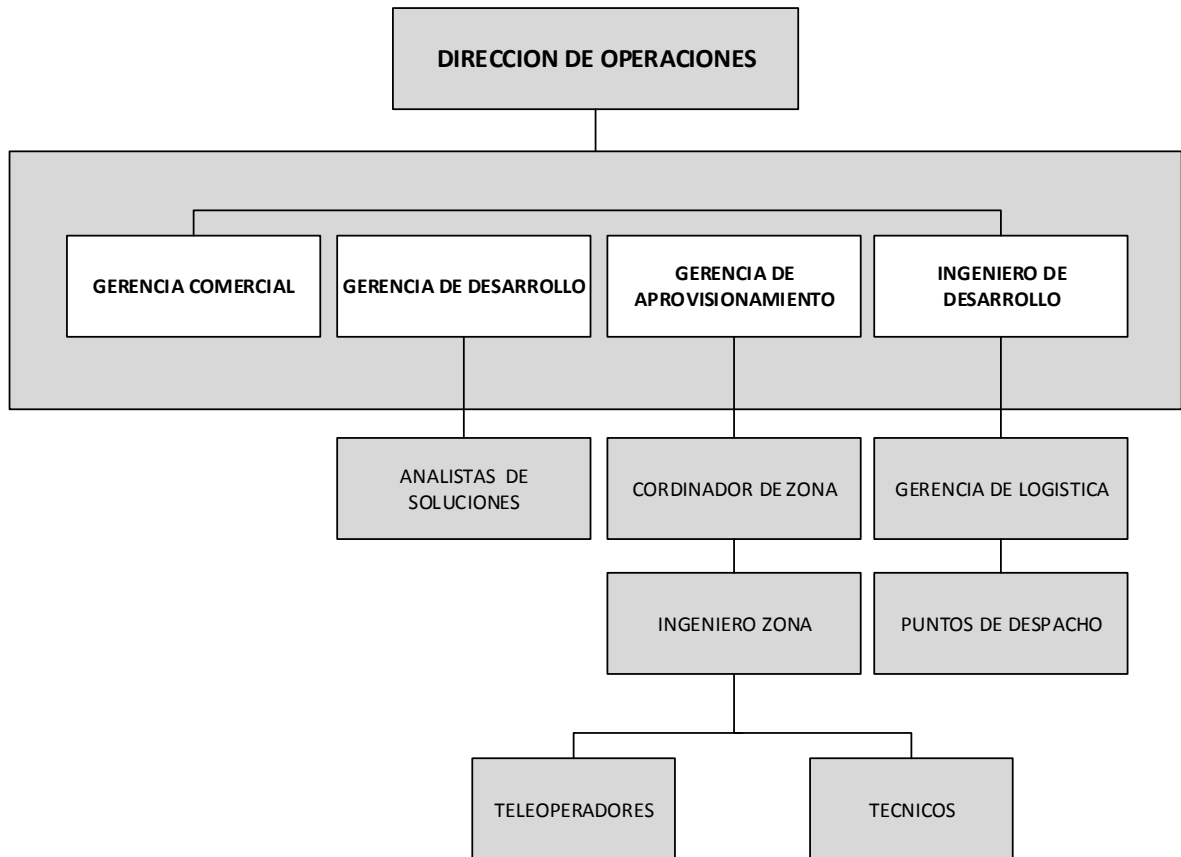 DIRECCION DE OPERACIONES
GERENCIA COMERCIAL
GERENCIA DE DESARROLLO
GERENCIA DE
APROVISIONAMIENTO
INGENIERO DE
DESARROLLO
ANALISTAS DE
SOLUCIONES
CORDINADOR DE ZONA
GERENCIA DE LOGISTICA
INGENIERO ZONA
PUNTOS DE DESPACHO
TELEOPERADORES
TECNICOS